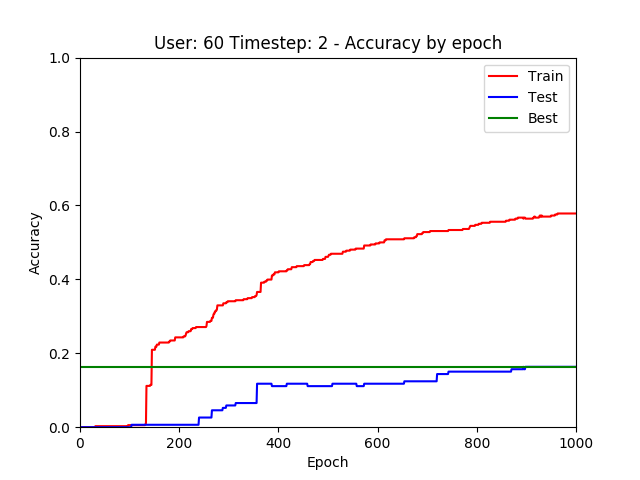 User: 60 Timestep: 2 - Accuracy by epoch
1.0
0.8
0.6
0.4
0.2
0.0
Accuracy
Train
Test
Best
0 200 400 600 800 1000
Epoch